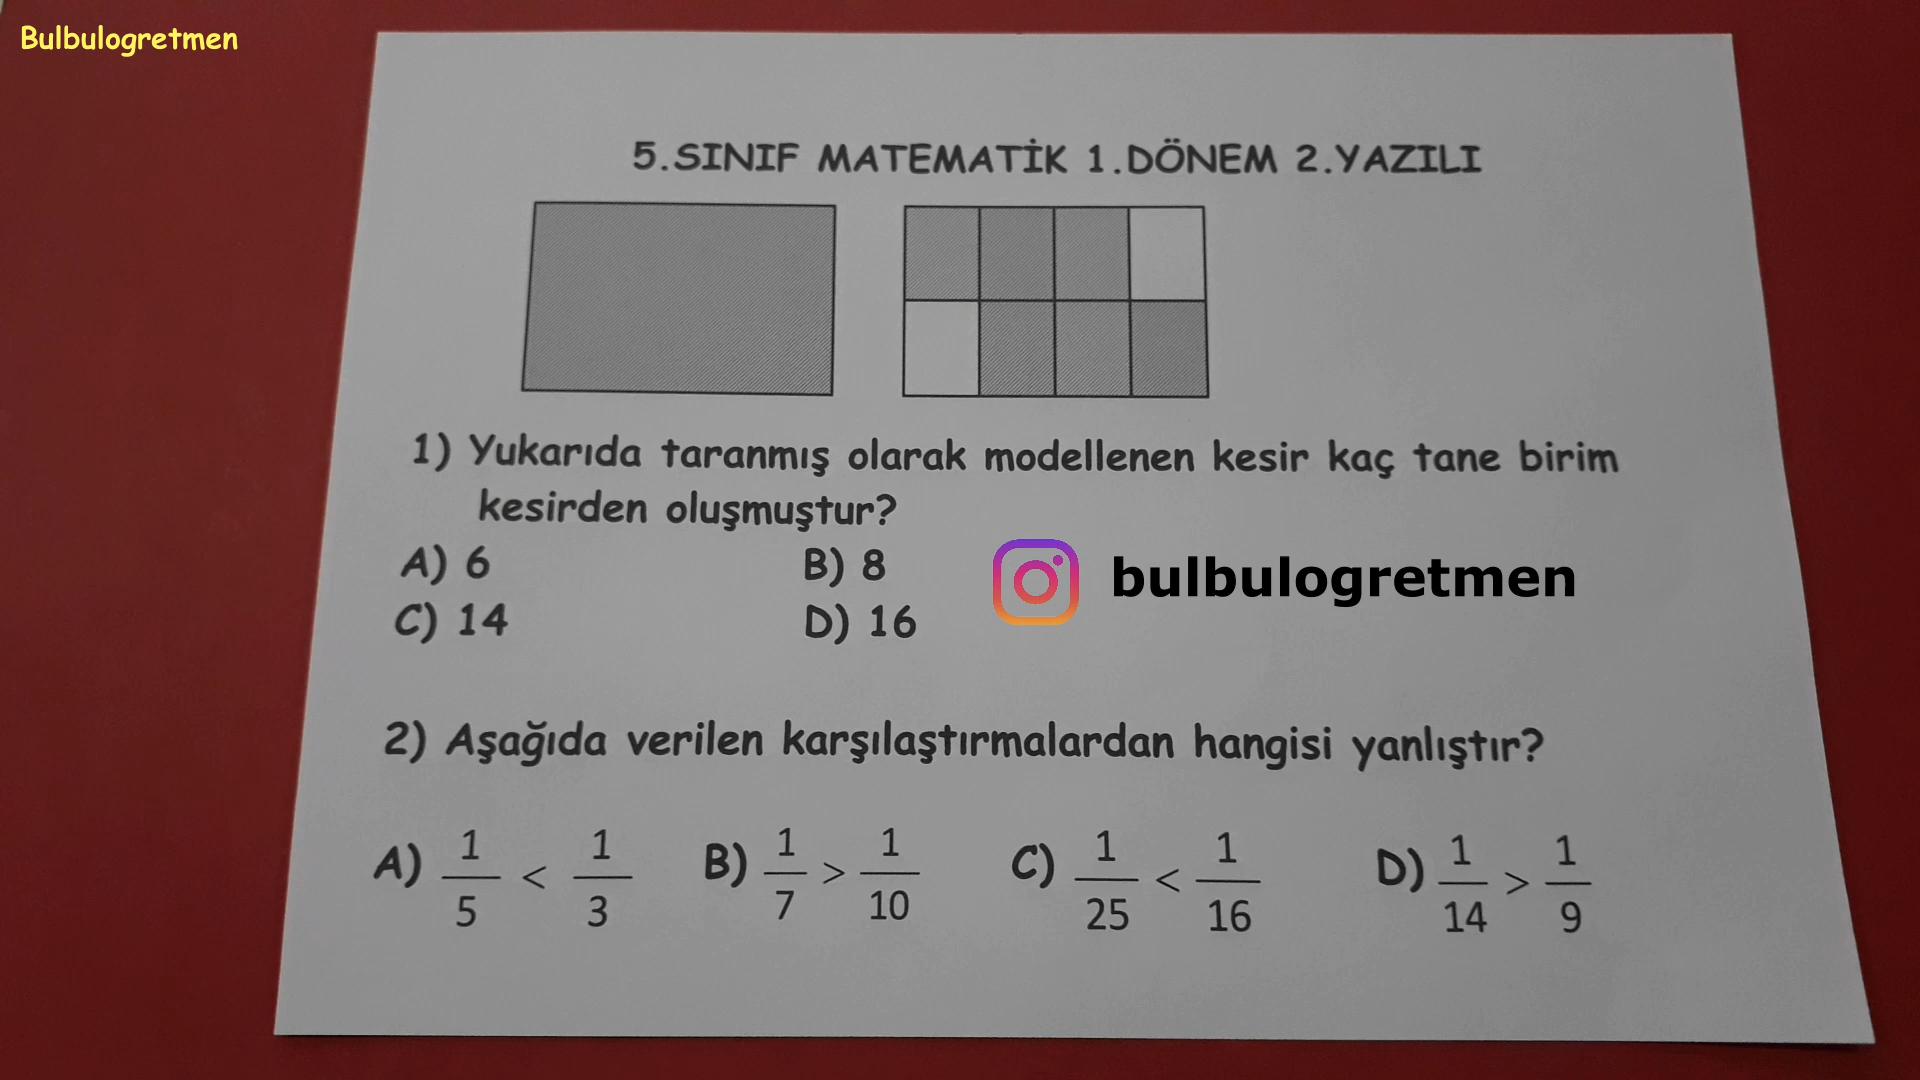 Bulbulogretmen
5.SINIF MATEMATİK 1.DÖNEM 2.YAZILI
1) Yukarıda taranmış olarak modellenen kesir kaç tane birim
kesirden oluşmuştur?
A) 6 B) 8
C) 14 D) 16
bulbulogretmen
2) Aşağıda verilen karşılaştırmalardan hangisi yanlıştır?
A) 1/5 < 1/3 B) 1/7 > 1/10 C) 1/25 < 1/16 D) 1/14 > 1/9